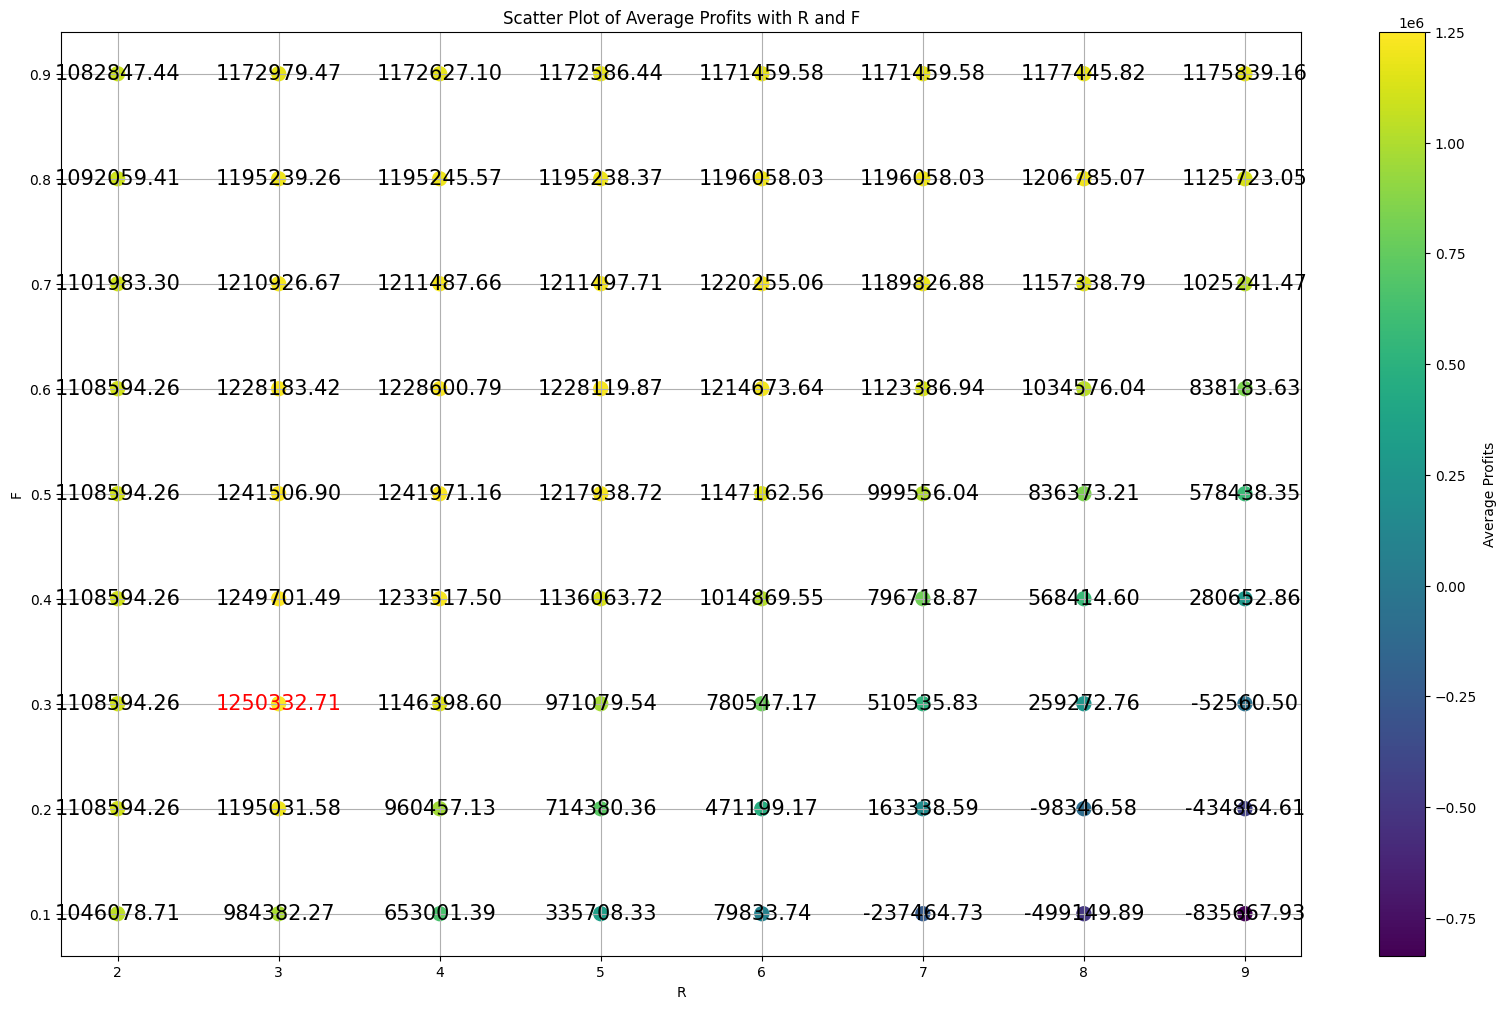 Scatter Plot of Average Profits with R and F
1e6
0.9 1082847.44 1172979.47 1172627.10 1172586.44 1171459.58 1171459.58 1177445.82 1175839.16
0.8 1092059.41 1195239.26 1195245.57 1195238.37 1196058.03 1196058.03 1206785.07 1125723.05
0.7 1101983.30 1210926.67 1211487.66 1211497.71 1220255.06 1189826.88 1157338.79 1025241.47
0.6 1108594.26 1228183.42 1228600.79 1228119.87 1214673.64 1123386.94 1034576.04 838183.63
0.5 1108594.26 1241506.90 1241971.16 1217938.72 1147162.56 999556.04 836373.21 578438.35
0.4 1108594.26 1249701.49 1233517.50 1136063.72 1014869.55 796718.87 568414.60 280652.86
0.3 1108594.26 1250332.71 1146398.60 971079.54 780547.17 510535.83 259272.76 -52560.50
0.2 1108594.26 1195031.58 960457.13 714380.36 471199.17 163338.59 -98346.58 -434864.61
0.1 1046078.71 984382.27 653001.39 335708.33 79833.74 -237464.73 -499149.89 -835667.93
F
2 3 4 5 6 7 8 9
R
1.25
1.00
0.75
0.50
0.25
0.00
−0.25
−0.50
−0.75
Average Profits